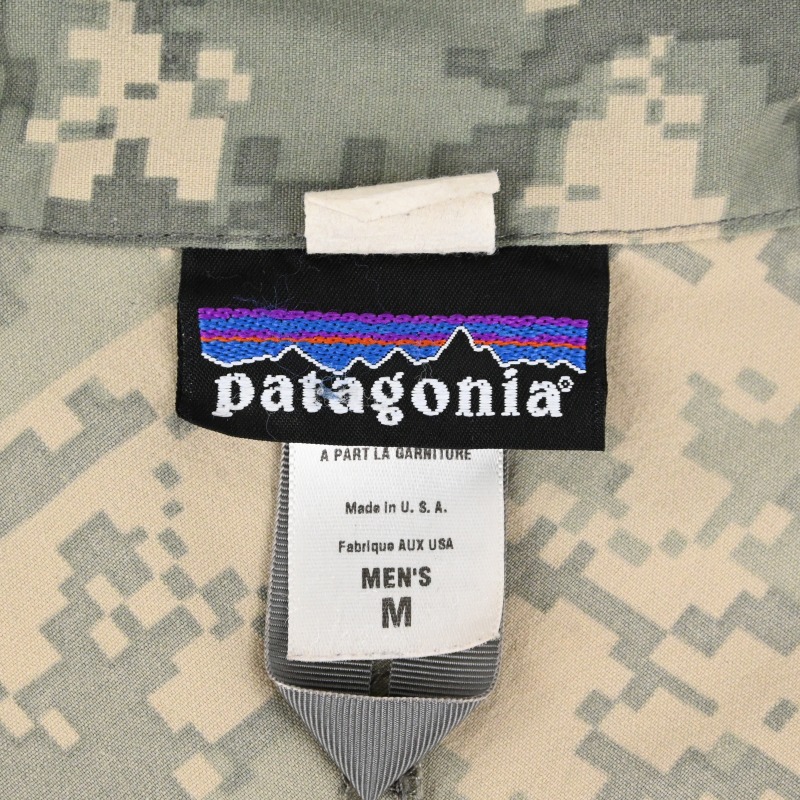 patagonia®
A PART LA GARNITURE
Made in U. S. A.
Fabrique AUX USA
MEN'S
M